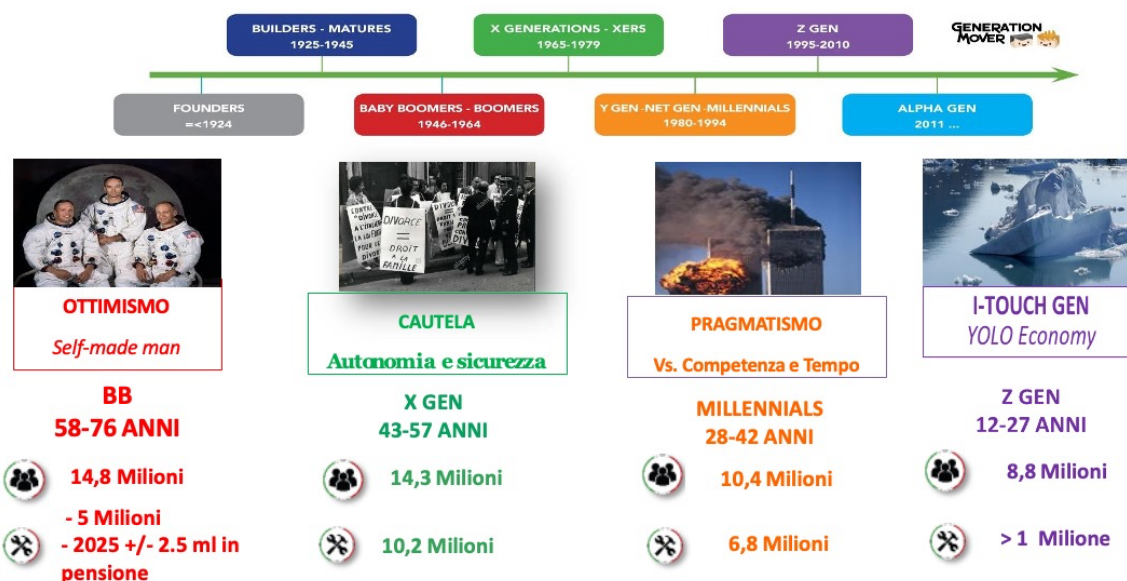 BUILDERS - MATURES
1925-1945
X GENERATIONS - XERS
1965-1979
Z GEN
1995-2010
GENERATION
MOVER
FOUNDERS
=<1924
BABY BOOMERS - BOOMERS
1946-1964
Y GEN -NET GEN -MILLENNIALS
1980-1994
ALPHA GEN
2011 ...
DIVORCE
=
DROIT
A LA
FAMILLE
OTTIMISMO
Self-made man
CAUTELA
Autonomia e sicurezza
PRAGMATISMO
Vs. Competenza e Tempo
I-TOUCH GEN
YOLO Economy
BB
58-76 ANNI
X GEN
43-57 ANNI
MILLENNIALS
28-42 ANNI
Z GEN
12-27 ANNI
14,8 Milioni
14,3 Milioni
10,4 Milioni
8,8 Milioni
- 5 Milioni
- 2025 +/- 2.5 ml in
pensione
10,2 Milioni
6,8 Milioni
> 1 Milione